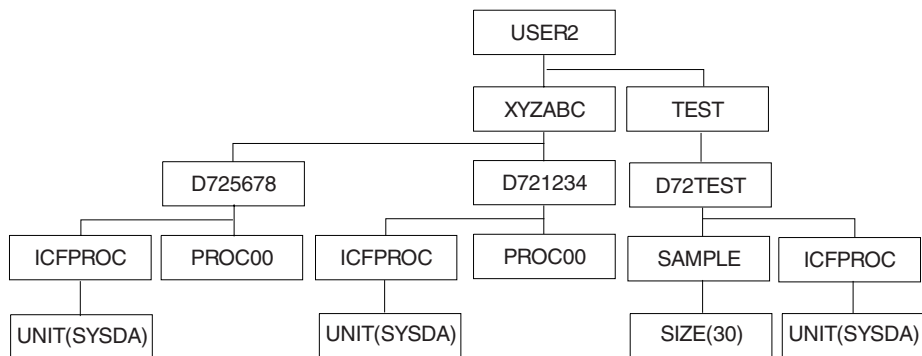 USER2
XYZABC
TEST
D725678
D721234
D72TEST
ICFPROC
PROC00
ICFPROC
PROC00
SAMPLE
ICFPROC
UNIT(SYSDA)
UNIT(SYSDA)
SIZE(30)
UNIT(SYSDA)